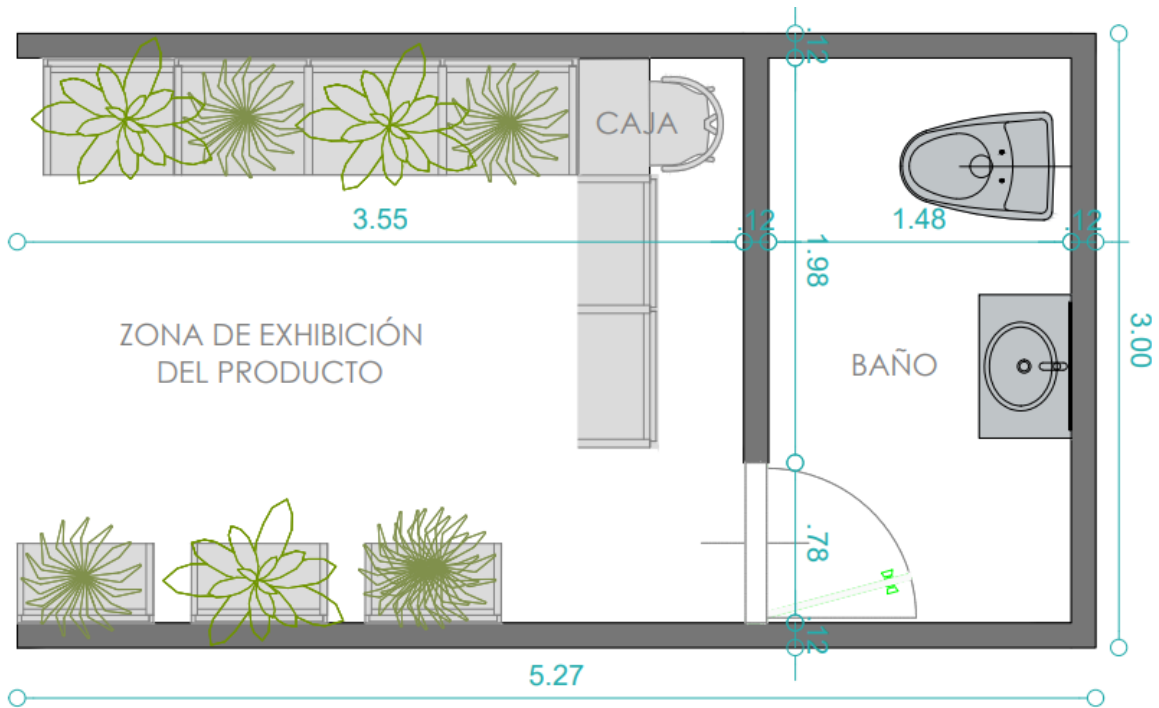 .12
CAJA
3.55
.12
1.48
.12
1.98
3.00
ZONA DE EXHIBICIÓN
DEL PRODUCTO
BAÑO
.78
.12
5.27